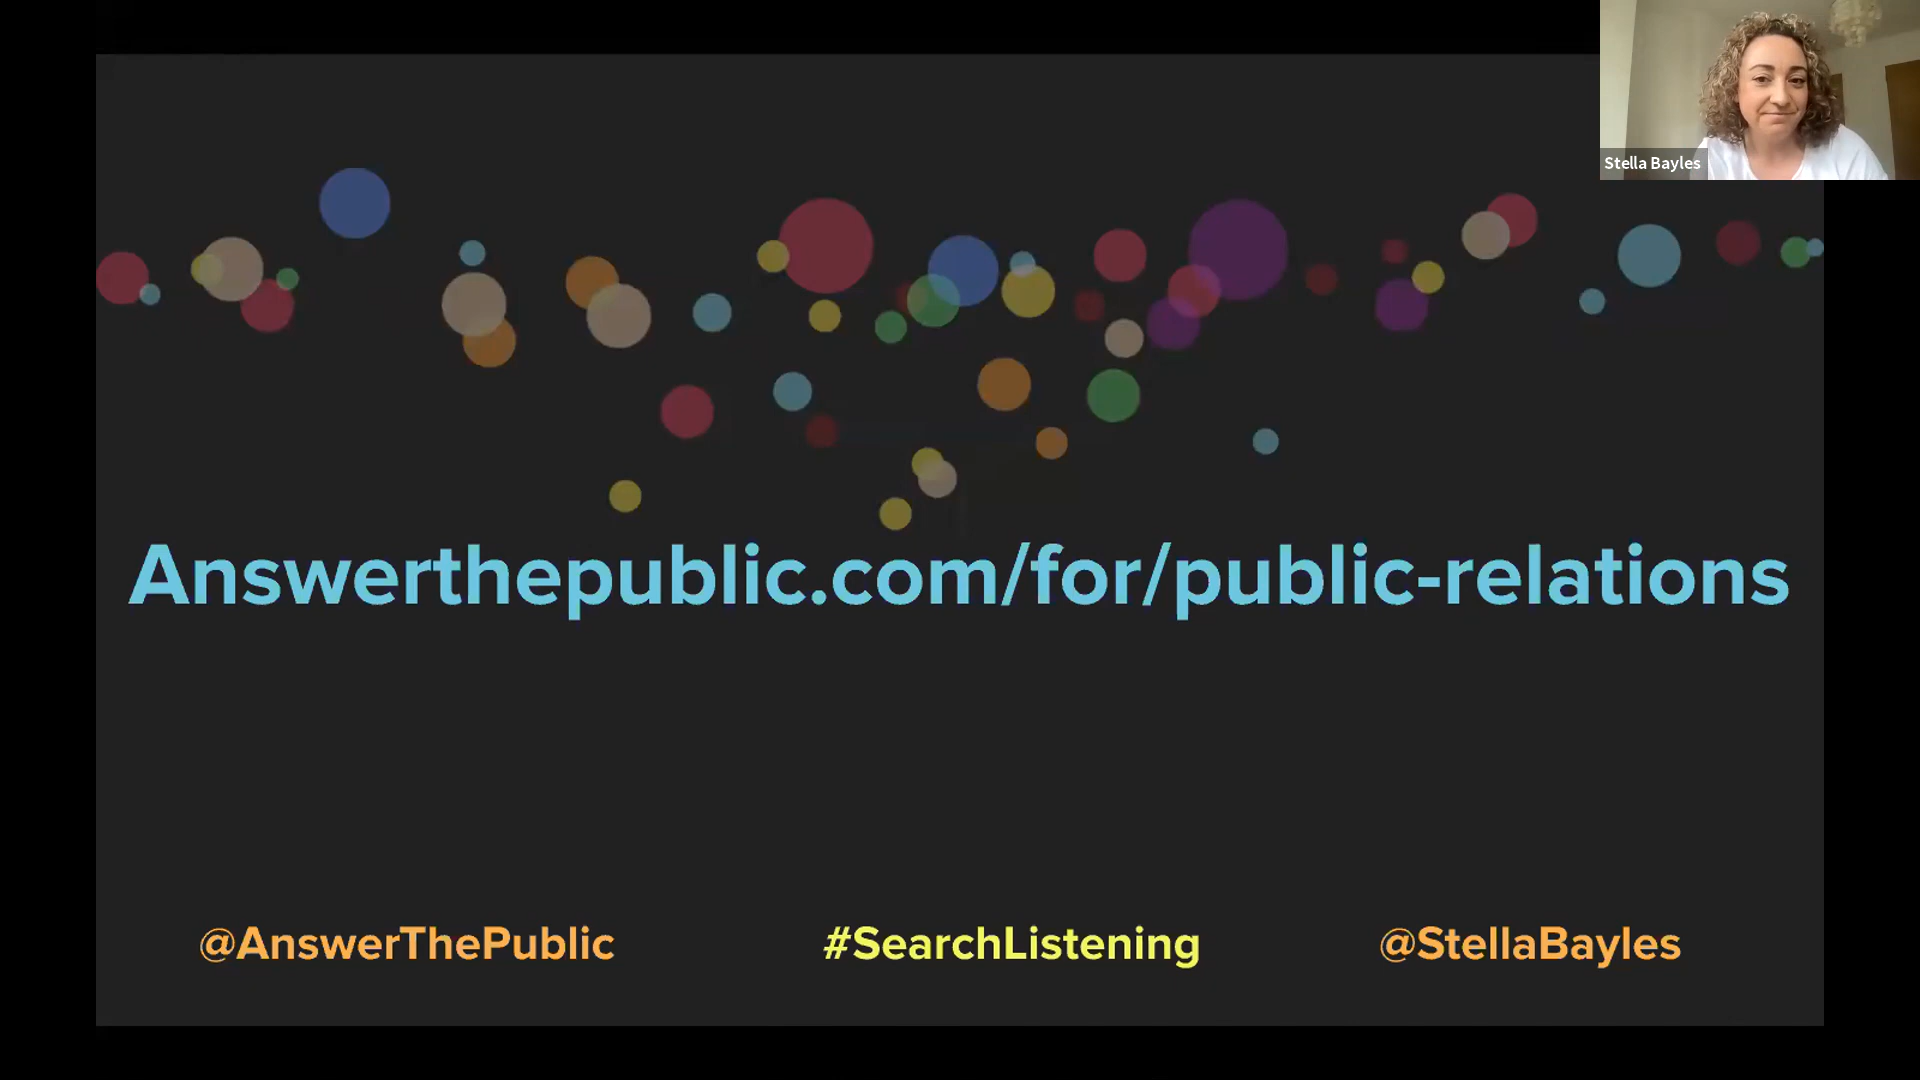 Stella Bayles
Answerthepublic.com/for/public-relations
@AnswerThePublic
#SearchListening
@StellaBayles